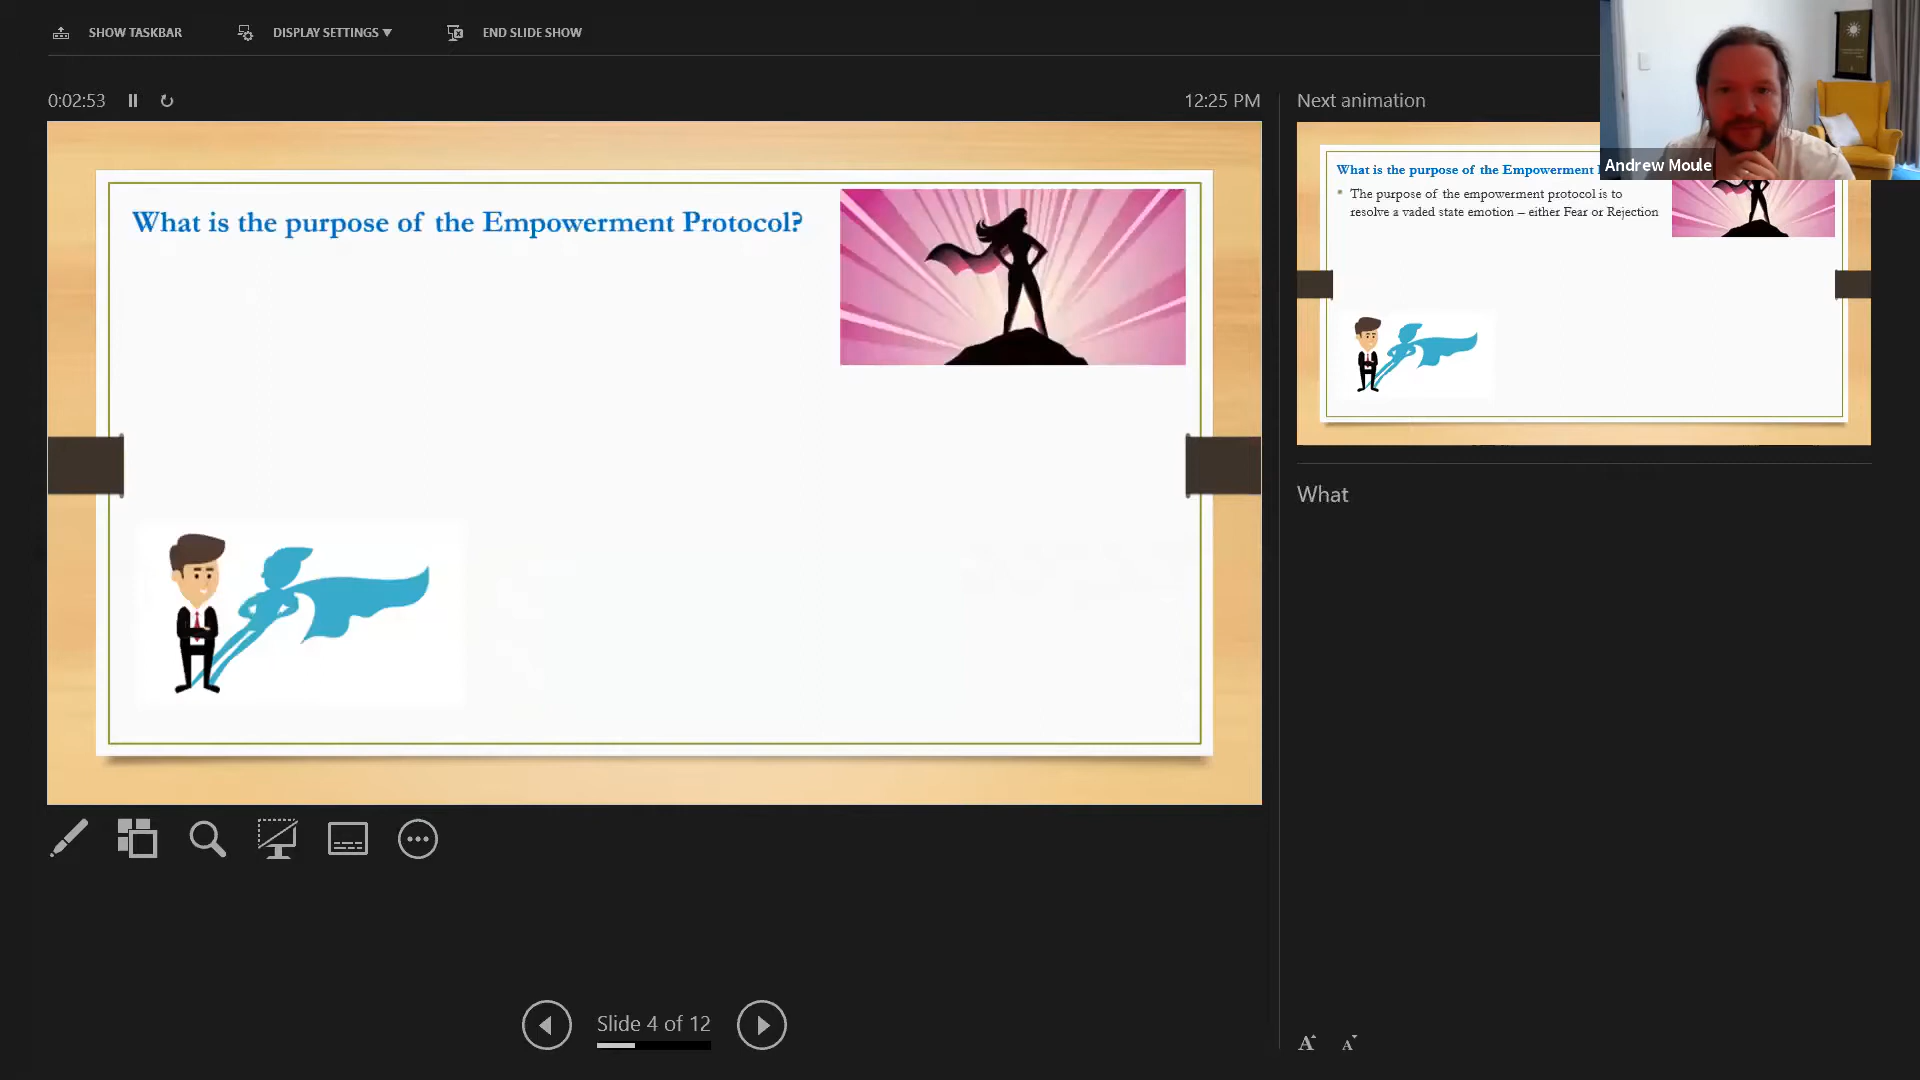 SHOW TASKBAR
DISPLAY SETTINGS ▼
END SLIDE SHOW
0:02:53
12:25 PM
Next animation
Andrew Moule
What is the purpose of the Empowerment Protocol?
What is the purpose of the Empowerment
The purpose of the empowerment protocol is to
resolve a vaded state emotion – either Fear or Rejection
What
Slide 4 of 12
A A